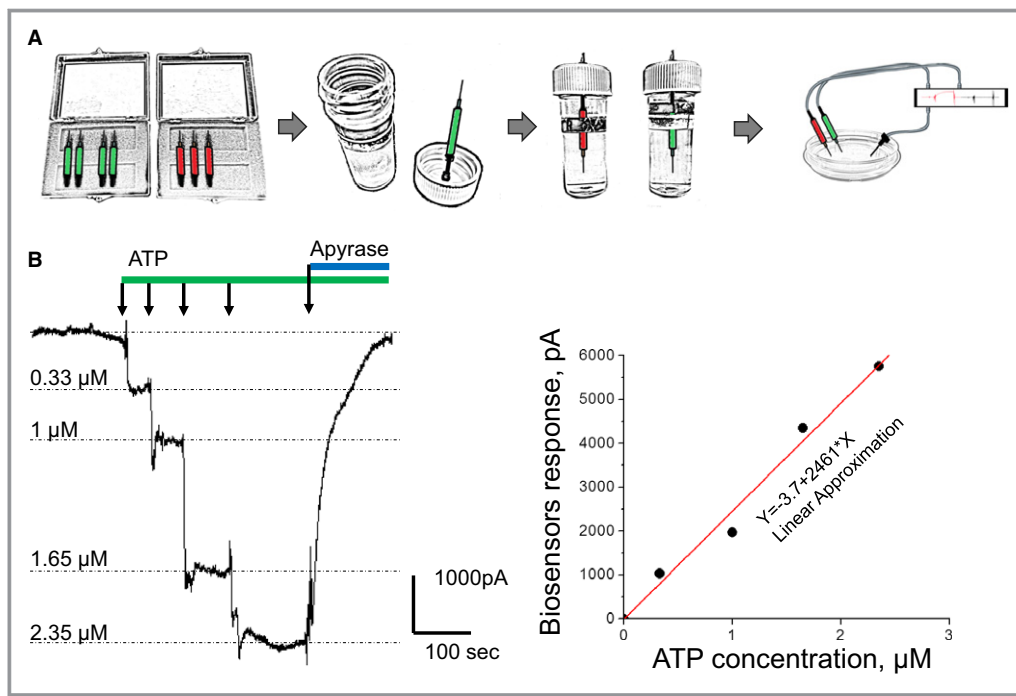 A
B
ATP
Apyrase
0.33 µM
1 µM
1.65 µM
2.35 µM
1000pA
100 sec
Biosensors response, pA
6000
5000
4000
3000
2000
1000
0
Y=-3.7+2461*X
Linear Approximation
0
1
2
3
ATP concentration, µM